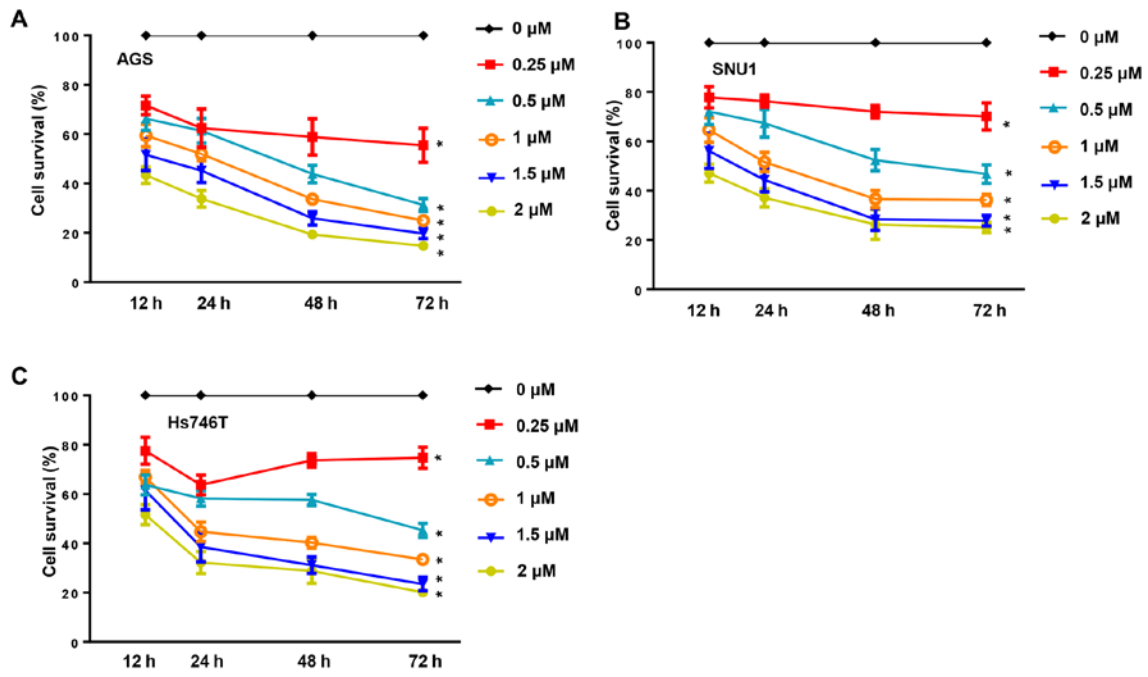 A
AGS
Cell survival (%)
100
80
60
40
20
0
12 h
24 h
48 h
72 h
*
*
*
*
*
0 µM
0.25 µM
0.5 µM
1 µM
1.5 µM
2 µM
B
SNU1
Cell survival (%)
100
80
60
40
20
0
12 h
24 h
48 h
72 h
*
*
*
*
*
0 µM
0.25 µM
0.5 µM
1 µM
1.5 µM
2 µM
C
Hs746T
Cell survival (%)
100
80
60
40
20
0
12 h
24 h
48 h
72 h
*
*
*
*
*
0 µM
0.25 µM
0.5 µM
1 µM
1.5 µM
2 µM